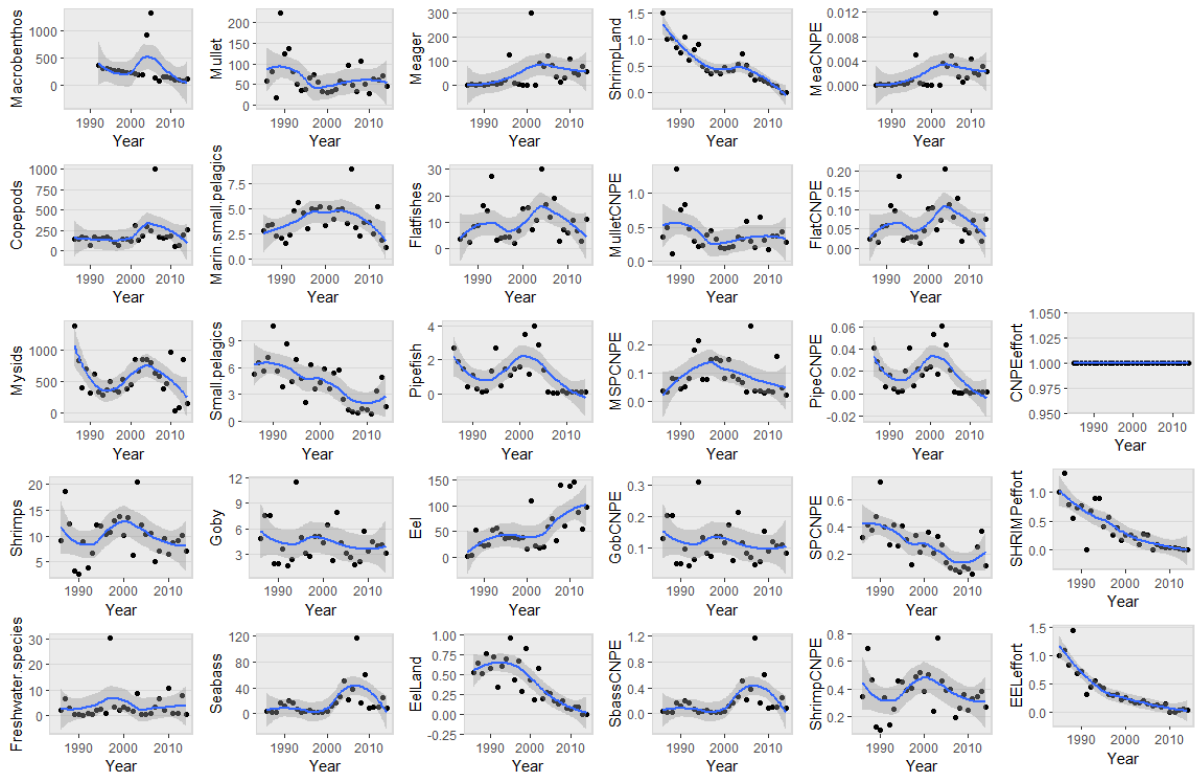 Macrobenthos
1000
500
0
1990 2000 2010
Year
Mullet
200
150
100
50
0
1990 2000 2010
Year
Meager
300
200
100
0
1990 2000 2010
Year
ShrimpLand
1.5
1.0
0.5
0.0
1990 2000 2010
Year
MeaCNPE
0.012
0.008
0.004
0.000
1990 2000 2010
Year
Copepods
1000
750
500
250
0
1990 2000 2010
Year
Marin.small.pelagics
7.5
5.0
2.5
0.0
1990 2000 2010
Year
Flatfishes
30
20
10
0
1990 2000 2010
Year
MulletCNPE
1.0
0.5
0.0
1990 2000 2010
Year
FlatCNPE
0.20
0.15
0.10
0.05
0.00
1990 2000 2010
Year
Mysids
1000
500
0
1990 2000 2010
Year
Small.pelagics
9
6
3
0
1990 2000 2010
Year
Pipefish
4
2
0
1990 2000 2010
Year
MSPCNPE
0.2
0.1
0.0
1990 2000 2010
Year
PipeCNPE
0.06
0.04
0.02
0.00
-0.02
1990 2000 2010
Year
CNPEeffort
1.050
1.025
1.000
0.975
0.950
1990 2000 2010
Year
Shrimps
20
15
10
5
1990 2000 2010
Year
Goby
12
9
6
3
1990 2000 2010
Year
Eel
150
100
50
0
1990 2000 2010
Year
GobCNPE
0.3
0.2
0.1
1990 2000 2010
Year
SPCNPE
0.6
0.4
0.2
0.0
1990 2000 2010
Year
SHRIMPeffort
1.0
0.5
0.0
1990 2000 2010
Year
Freshwater.species
30
20
10
0
1990 2000 2010
Year
Seabass
120
80
40
0
1990 2000 2010
Year
EelLand
1.00
0.75
0.50
0.25
0.00
-0.25
1990 2000 2010
Year
SbassCNPE
1.2
0.8
0.4
0.0
1990 2000 2010
Year
ShrimpCNPE
0.8
0.6
0.4
0.2
1990 2000 2010
Year
EELeffort
1.5
1.0
0.5
0.0
1990 2000 2010
Year